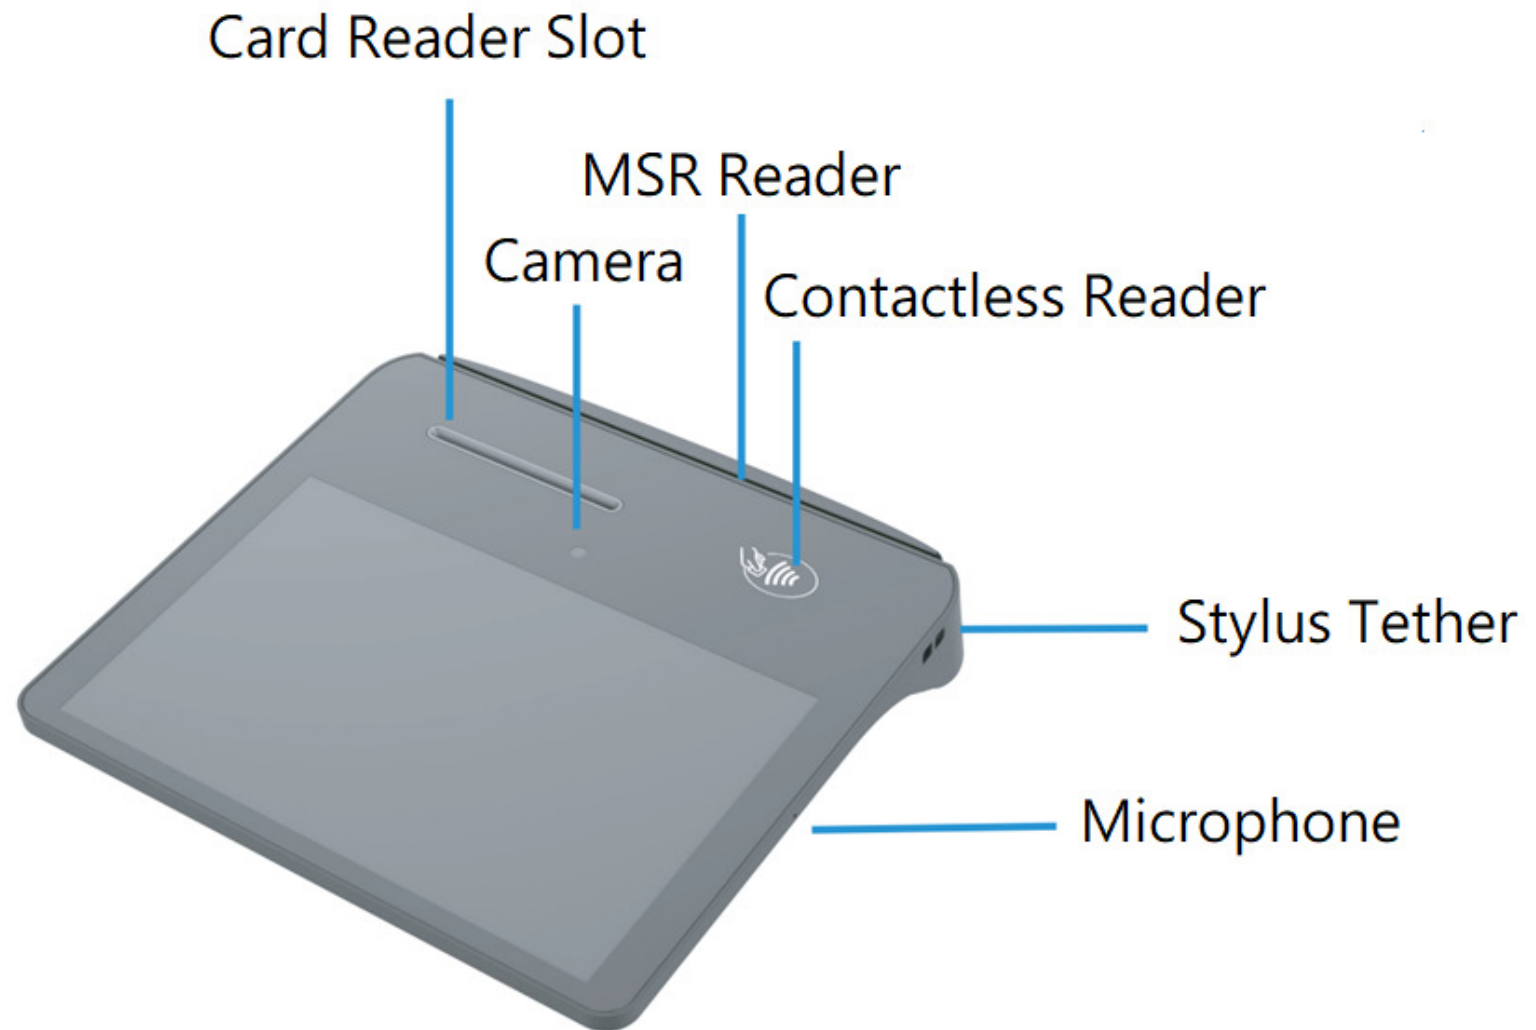 Card Reader Slot
MSR Reader
Camera
Contactless Reader
Stylus Tether
Microphone